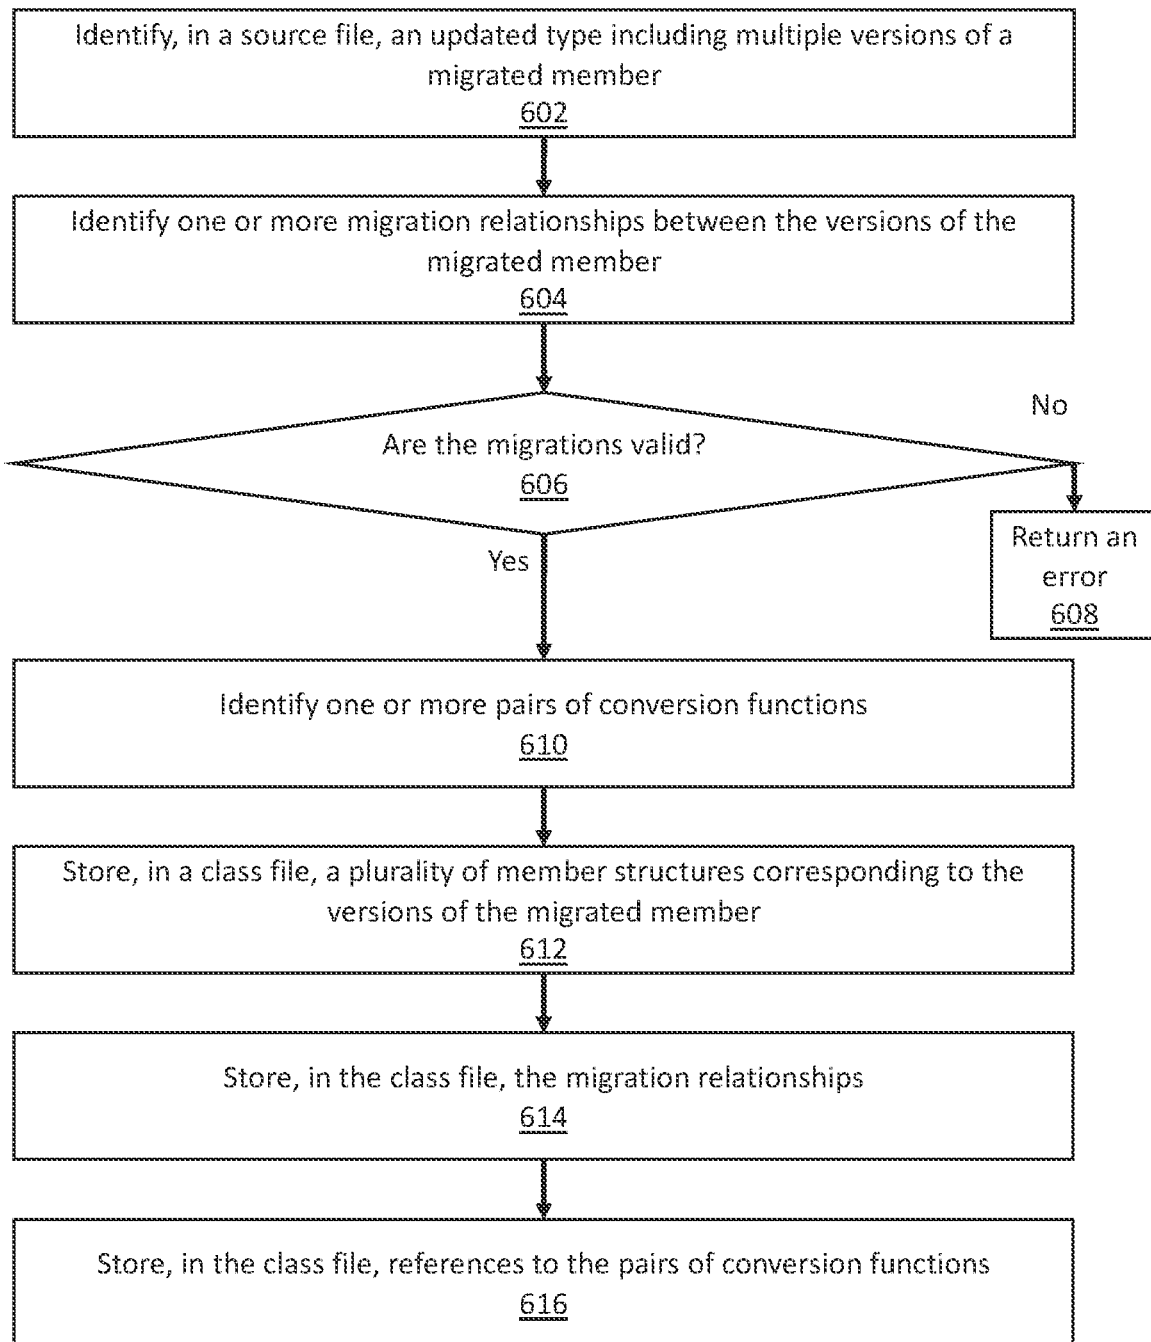 Identify, in a source file, an updated type including multiple versions of a
migrated member
602
Identify one or more migration relationships between the versions of the
migrated member
604
No
Are the migrations valid?
606
Yes
Return an
error
608
Identify one or more pairs of conversion functions
610
Store, in a class file, a plurality of member structures corresponding to the
versions of the migrated member
612
Store, in the class file, the migration relationships
614
Store, in the class file, references to the pairs of conversion functions
616